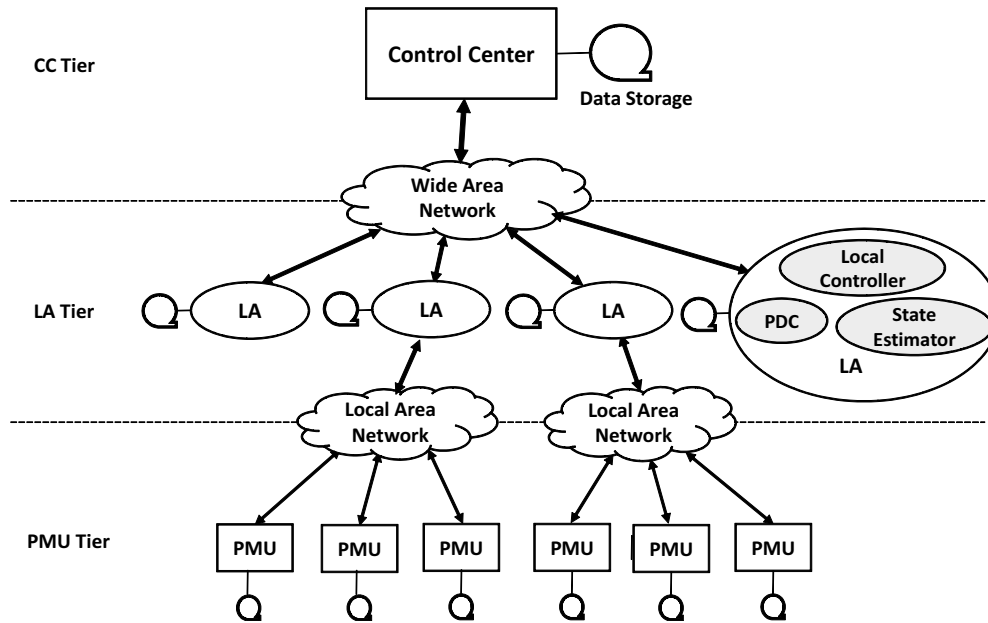 CC Tier
Control Center
Data Storage
Wide Area
Network
LA Tier
LA
LA
LA
Local
Controller
PDC
State
Estimator
LA
Local Area
Network
Local Area
Network
PMU Tier
PMU
PMU
PMU
PMU
PMU
PMU